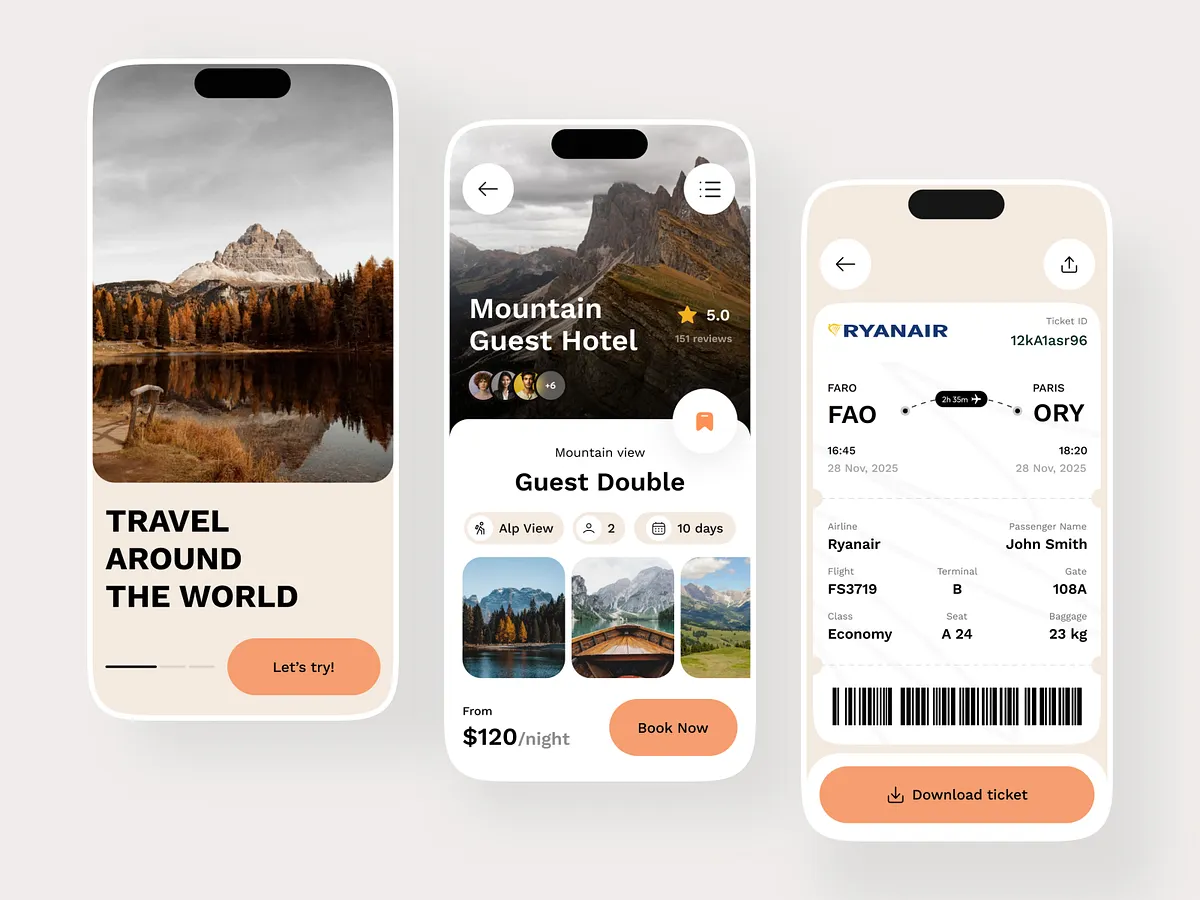 TRAVEL
AROUND
THE WORLD
Let’s try!
Mountain
Guest Hotel
5.0
151 reviews
+6
Mountain view
Guest Double
Alp View
2
10 days
From
$120/night
Book Now
RYANAIR
Ticket ID
12kA1asr96
FARO
PARIS
FAO
2h 35m
ORY
16:45
18:20
28 Nov, 2025
28 Nov, 2025
Airline
Passenger Name
Ryanair
John Smith
Flight
Terminal
Gate
FS3719
B
108A
Class
Seat
Baggage
Economy
A 24
23 kg
Download ticket